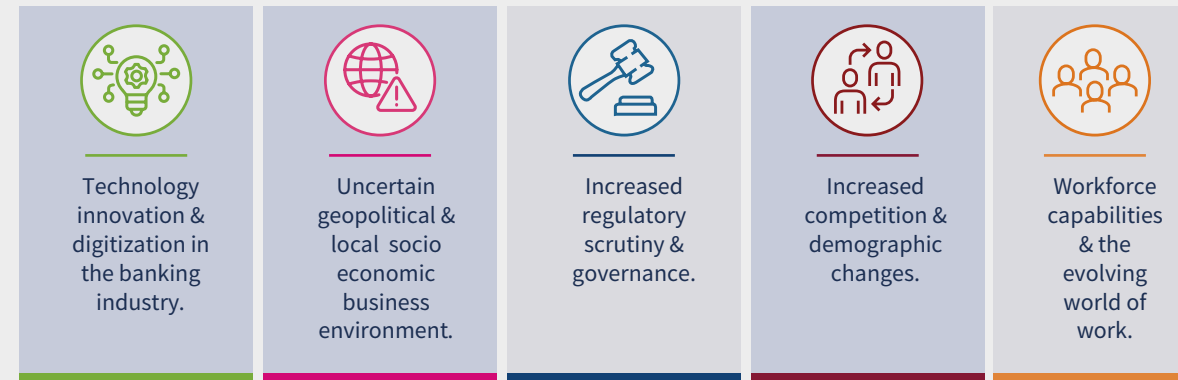 Technology
innovation &
digitization in
the banking
industry.
Uncertain
geopolitical &
local  socio
economic
business
environment.
Increased
regulatory
scrutiny &
governance.
Increased
competition &
demographic
changes.
Workforce
capabilities
& the
evolving
world of
work.